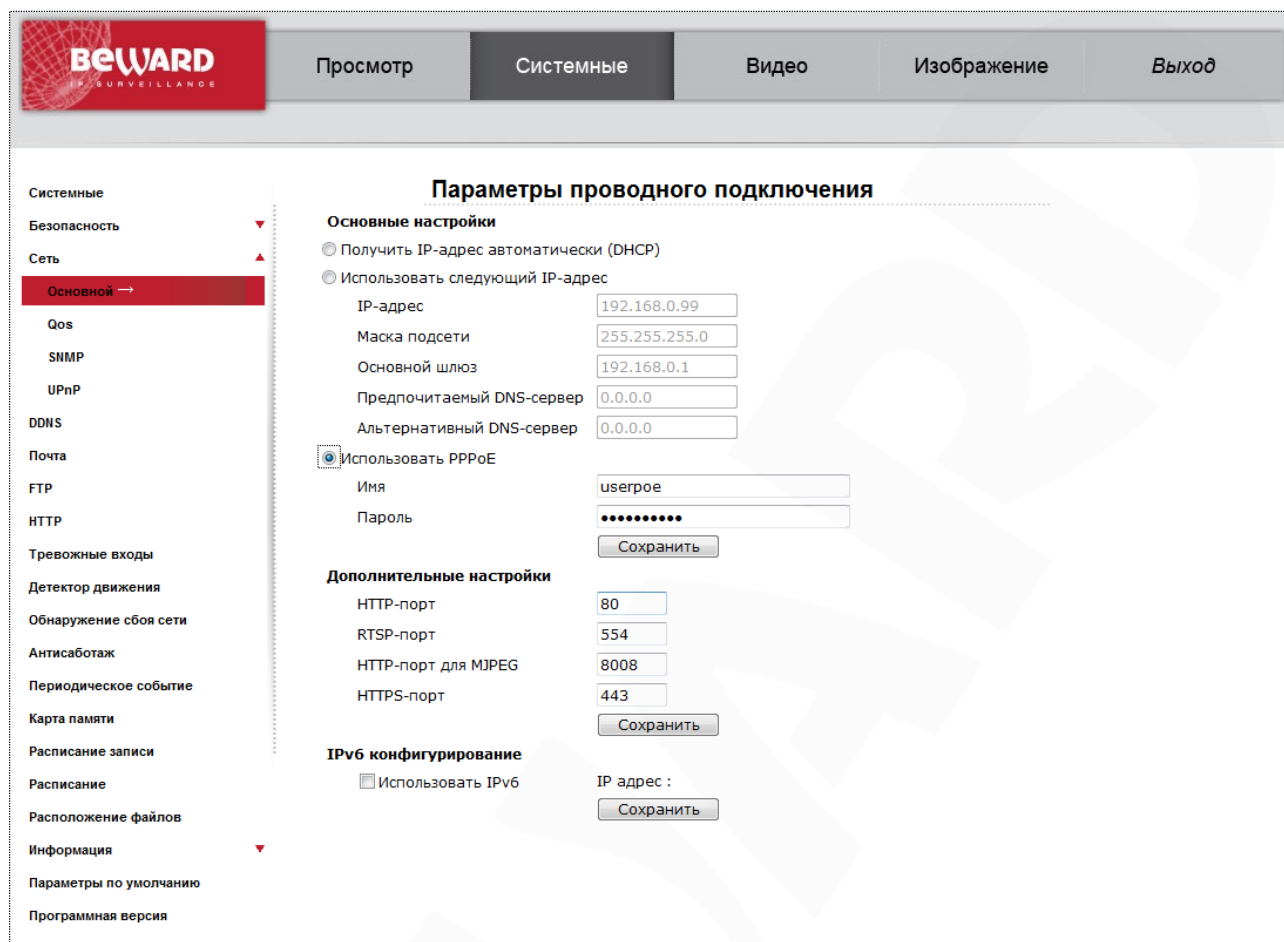 BEWARD
IP SURVEILLANCE
Просмотр
Системные
Видео
Изображение
Выход
Системные
Безопасность
Сеть
Основной →
Qos
SNMP
UPnP
DDNS
Почта
FTP
HTTP
Тревожные входы
Детектор движения
Обнаружение сбоя сети
Антисаботаж
Периодическое событие
Карта памяти
Расписание записи
Расписание
Расположение файлов
Информация
Параметры по умолчанию
Программная версия
Параметры проводного подключения
Основные настройки
Получить IP-адрес автоматически (DHCP)
Использовать следующий IP-адрес
IP-адрес 192.168.0.99
Маска подсети 255.255.255.0
Основной шлюз 192.168.0.1
Предпочитаемый DNS-сервер 0.0.0.0
Альтернативный DNS-сервер 0.0.0.0
Использовать PPPoE
Имя userpoe
Пароль ••••••••••
Сохранить
Дополнительные настройки
HTTP-порт 80
RTSP-порт 554
HTTP-порт для MJPEG 8008
HTTPS-порт 443
Сохранить
IPv6 конфигурирование
Использовать IPv6 IP адрес :
Сохранить